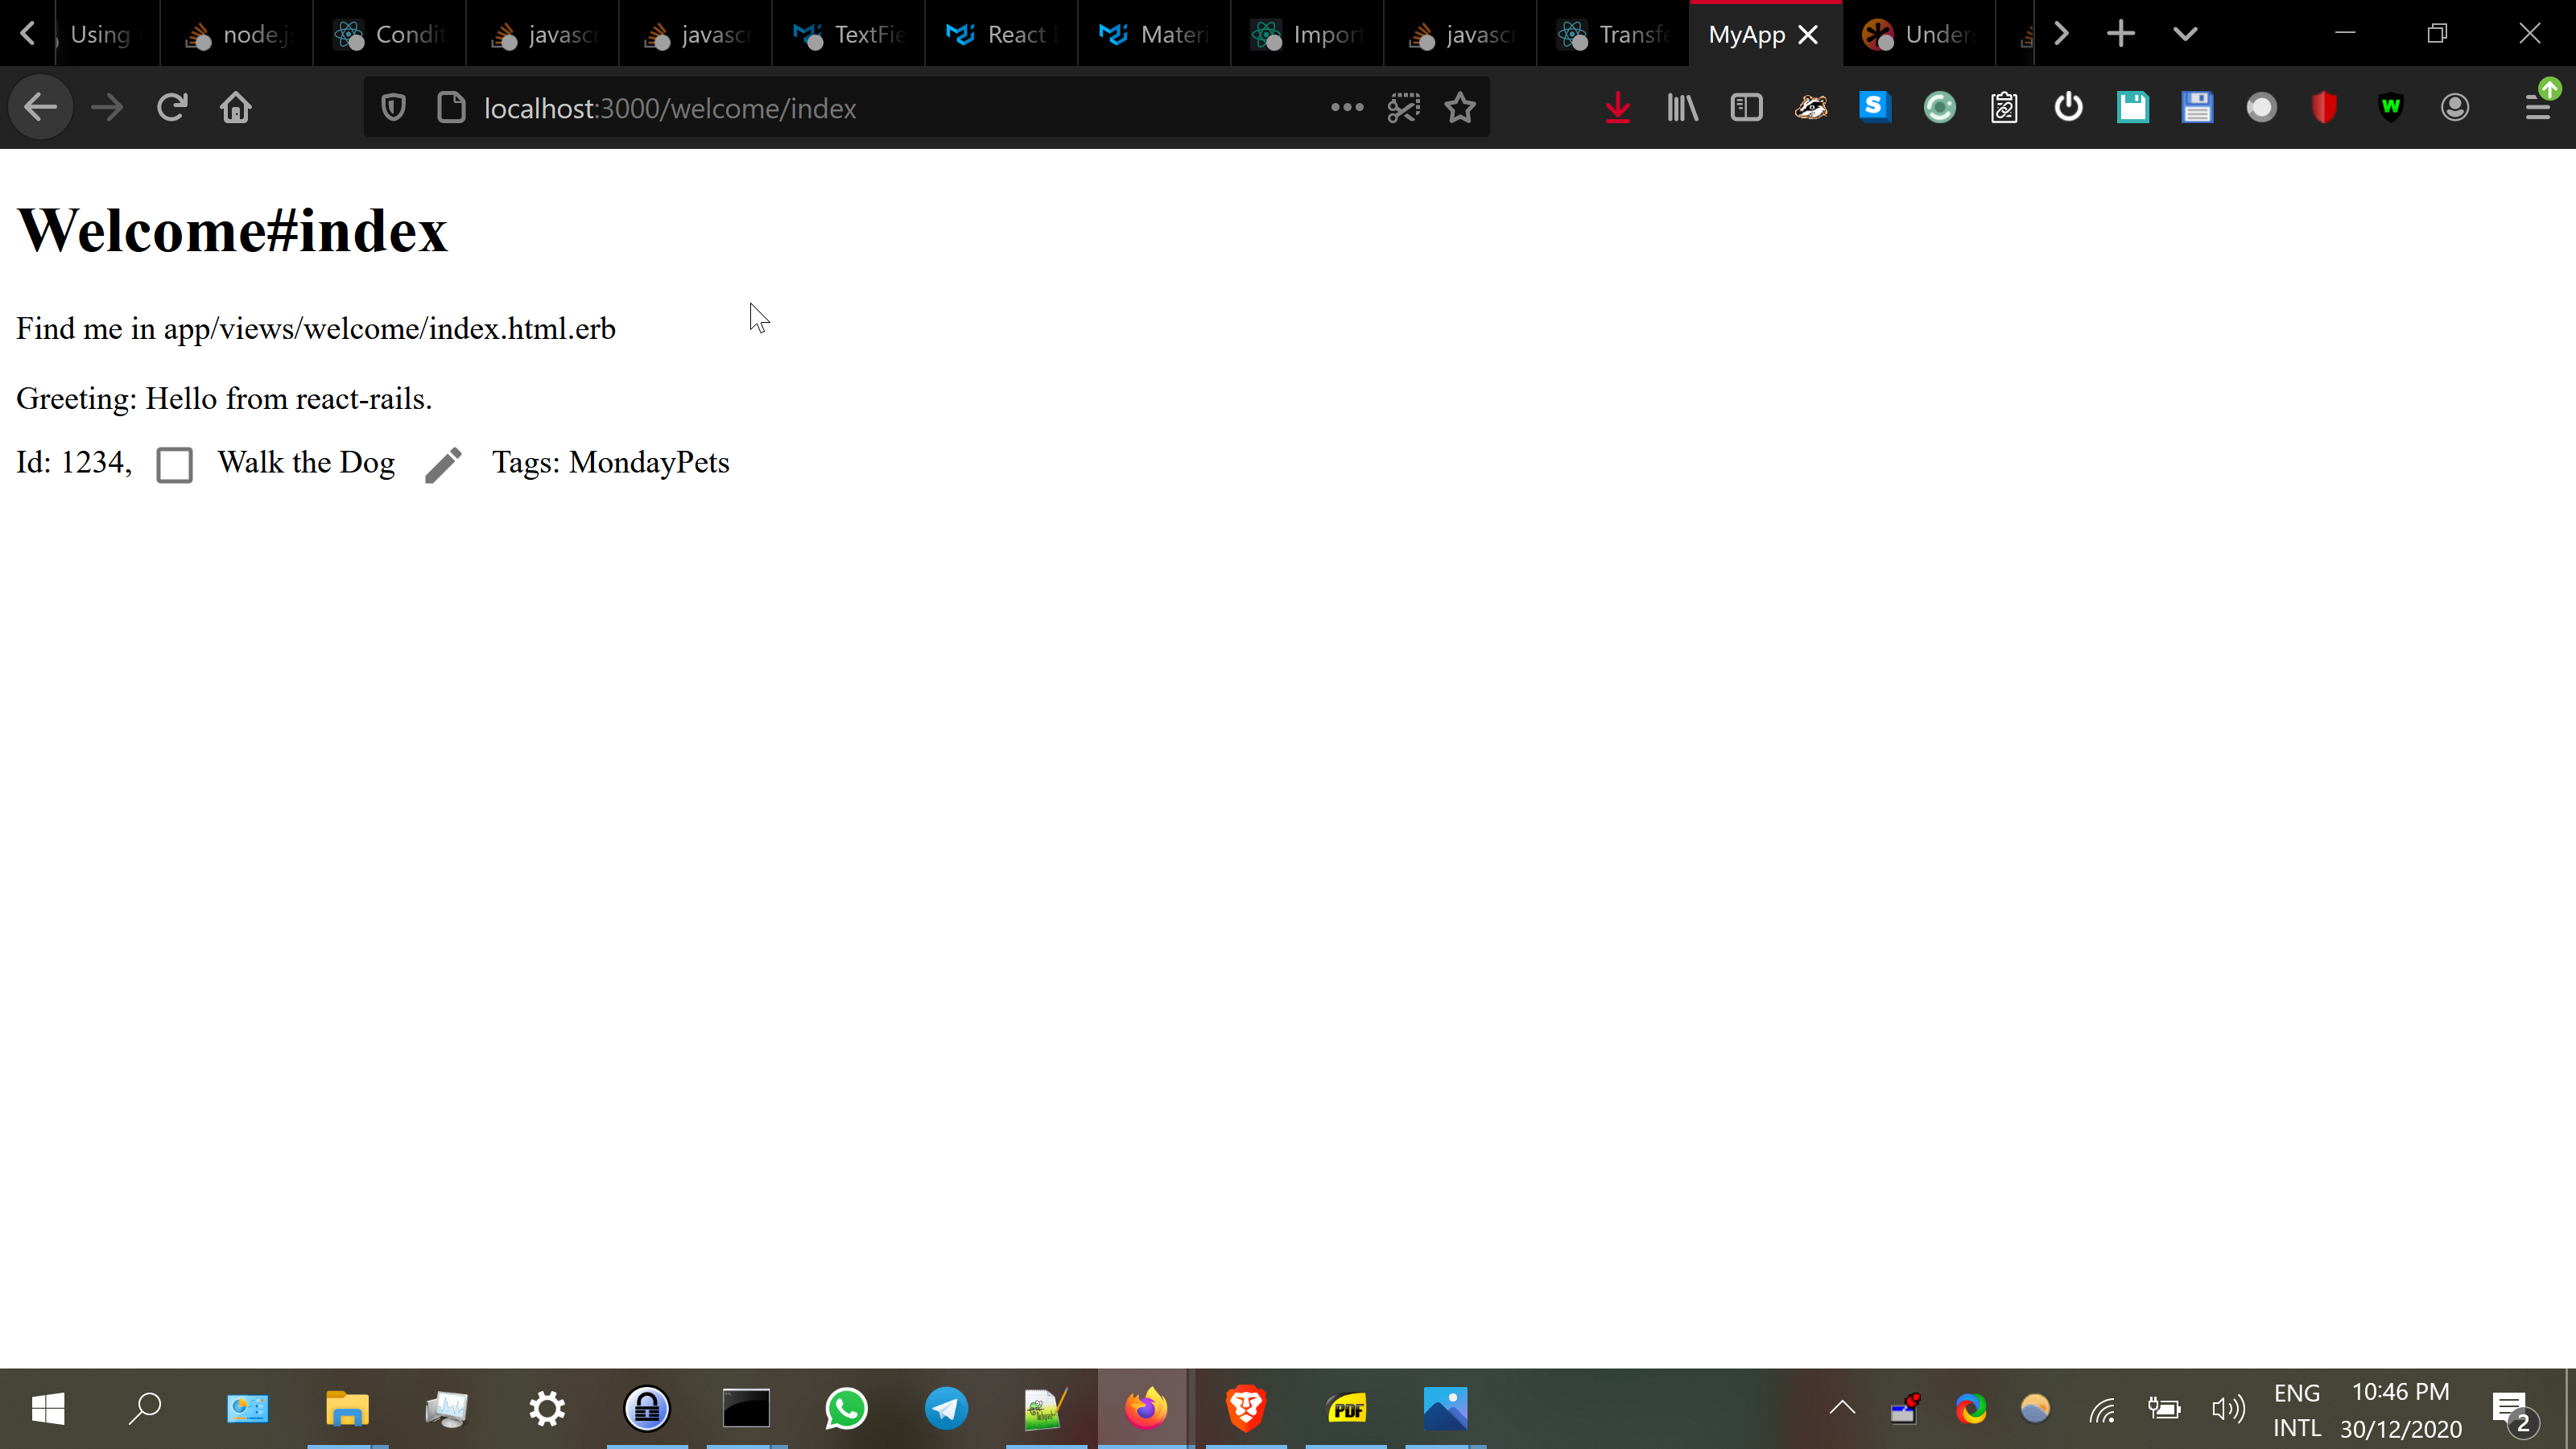 Using node.j Condit javascr javascr TextFie React Materi Import javascr Transfe MyApp Under
localhost:3000/welcome/index
Welcome#index
Find me in app/views/welcome/index.html.erb
Greeting: Hello from react-rails.
Id: 1234, Walk the Dog Tags: MondayPets
ENG 10:46 PM
INTL 30/12/2020
2